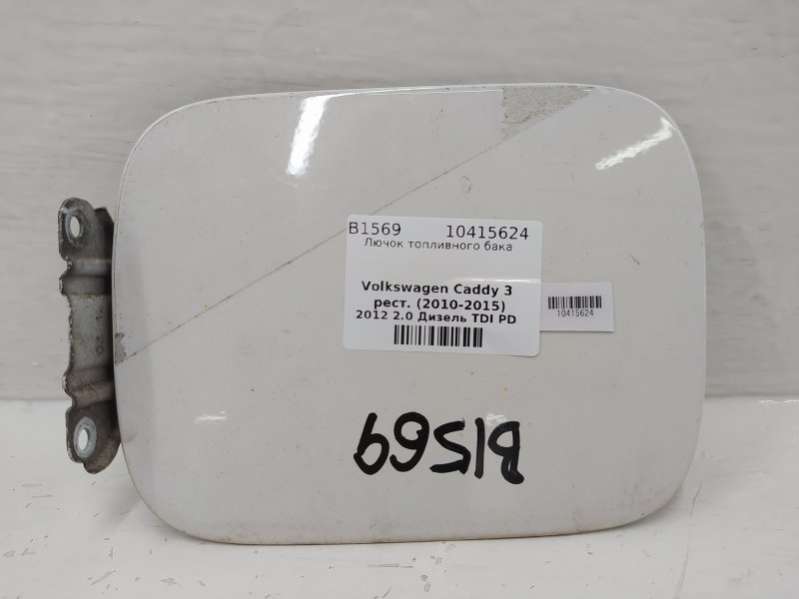 B1569 10415624
Лючок топливного бака
Volkswagen Caddy 3
рест. (2010-2015)
2012 2.0 Дизель TDI PD
10415624
B1569